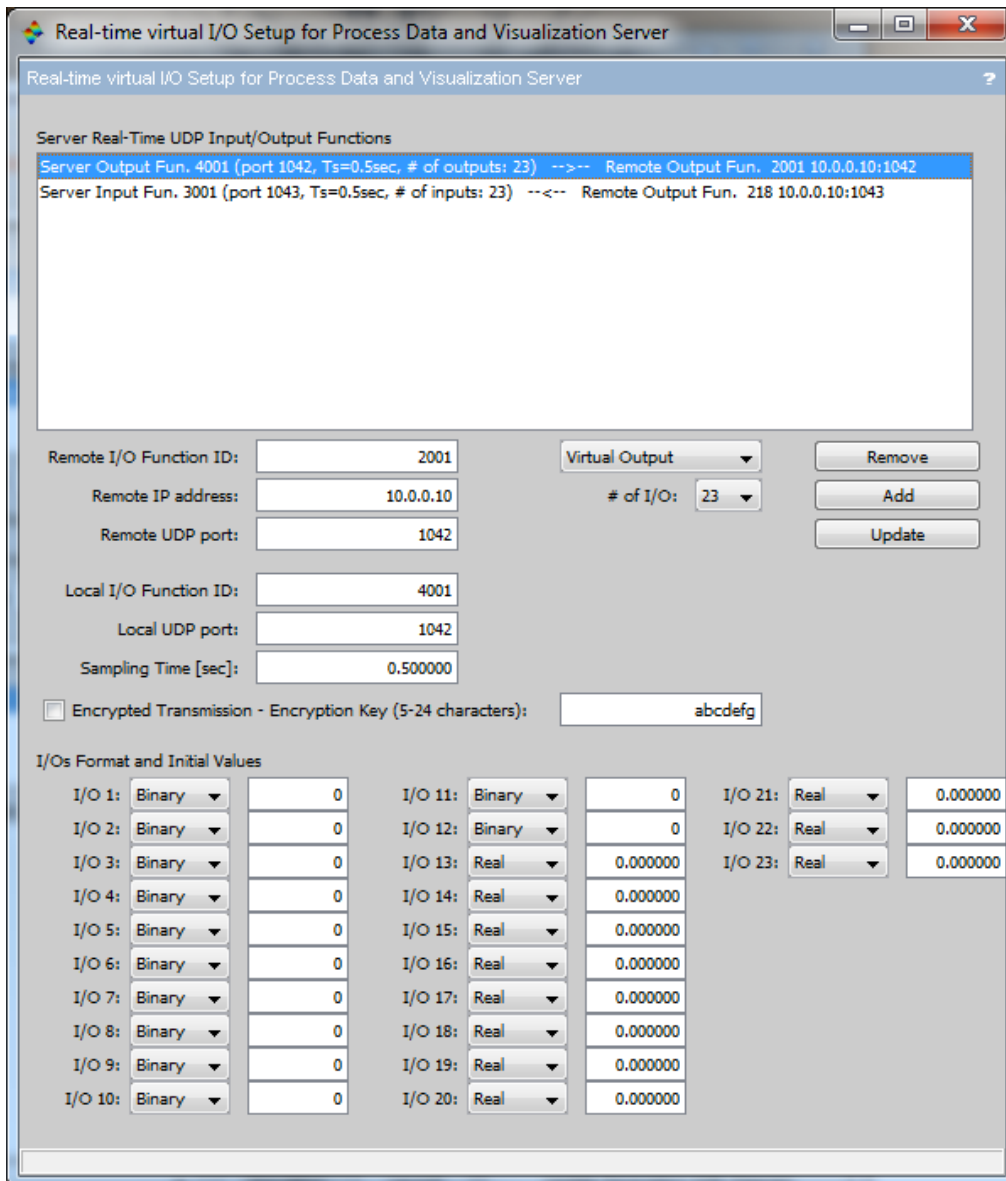 Real-time virtual I/O Setup for Process Data and Visualization Server
Real-time virtual I/O Setup for Process Data and Visualization Server ?
Server Real-Time UDP Input/Output Functions
Server Output Fun. 4001 (port 1042, Ts=0.5sec, # of outputs: 23) -->-- Remote Output Fun. 2001 10.0.0.10:1042
Server Input Fun. 3001 (port 1043, Ts=0.5sec, # of inputs: 23) --<-- Remote Output Fun. 218 10.0.0.10:1043
Remote I/O Function ID: 2001 Virtual Output Remove
Remote IP address: 10.0.0.10 # of I/O: 23 Add
Remote UDP port: 1042 Update
Local I/O Function ID: 4001
Local UDP port: 1042
Sampling Time [sec]: 0.500000
Encrypted Transmission - Encryption Key (5-24 characters): abcdefg
I/Os Format and Initial Values
I/O 1: Binary 0 I/O 11: Binary 0 I/O 21: Real 0.000000
I/O 2: Binary 0 I/O 12: Binary 0 I/O 22: Real 0.000000
I/O 3: Binary 0 I/O 13: Real 0.000000 I/O 23: Real 0.000000
I/O 4: Binary 0 I/O 14: Real 0.000000
I/O 5: Binary 0 I/O 15: Real 0.000000
I/O 6: Binary 0 I/O 16: Real 0.000000
I/O 7: Binary 0 I/O 17: Real 0.000000
I/O 8: Binary 0 I/O 18: Real 0.000000
I/O 9: Binary 0 I/O 19: Real 0.000000
I/O 10: Binary 0 I/O 20: Real 0.000000